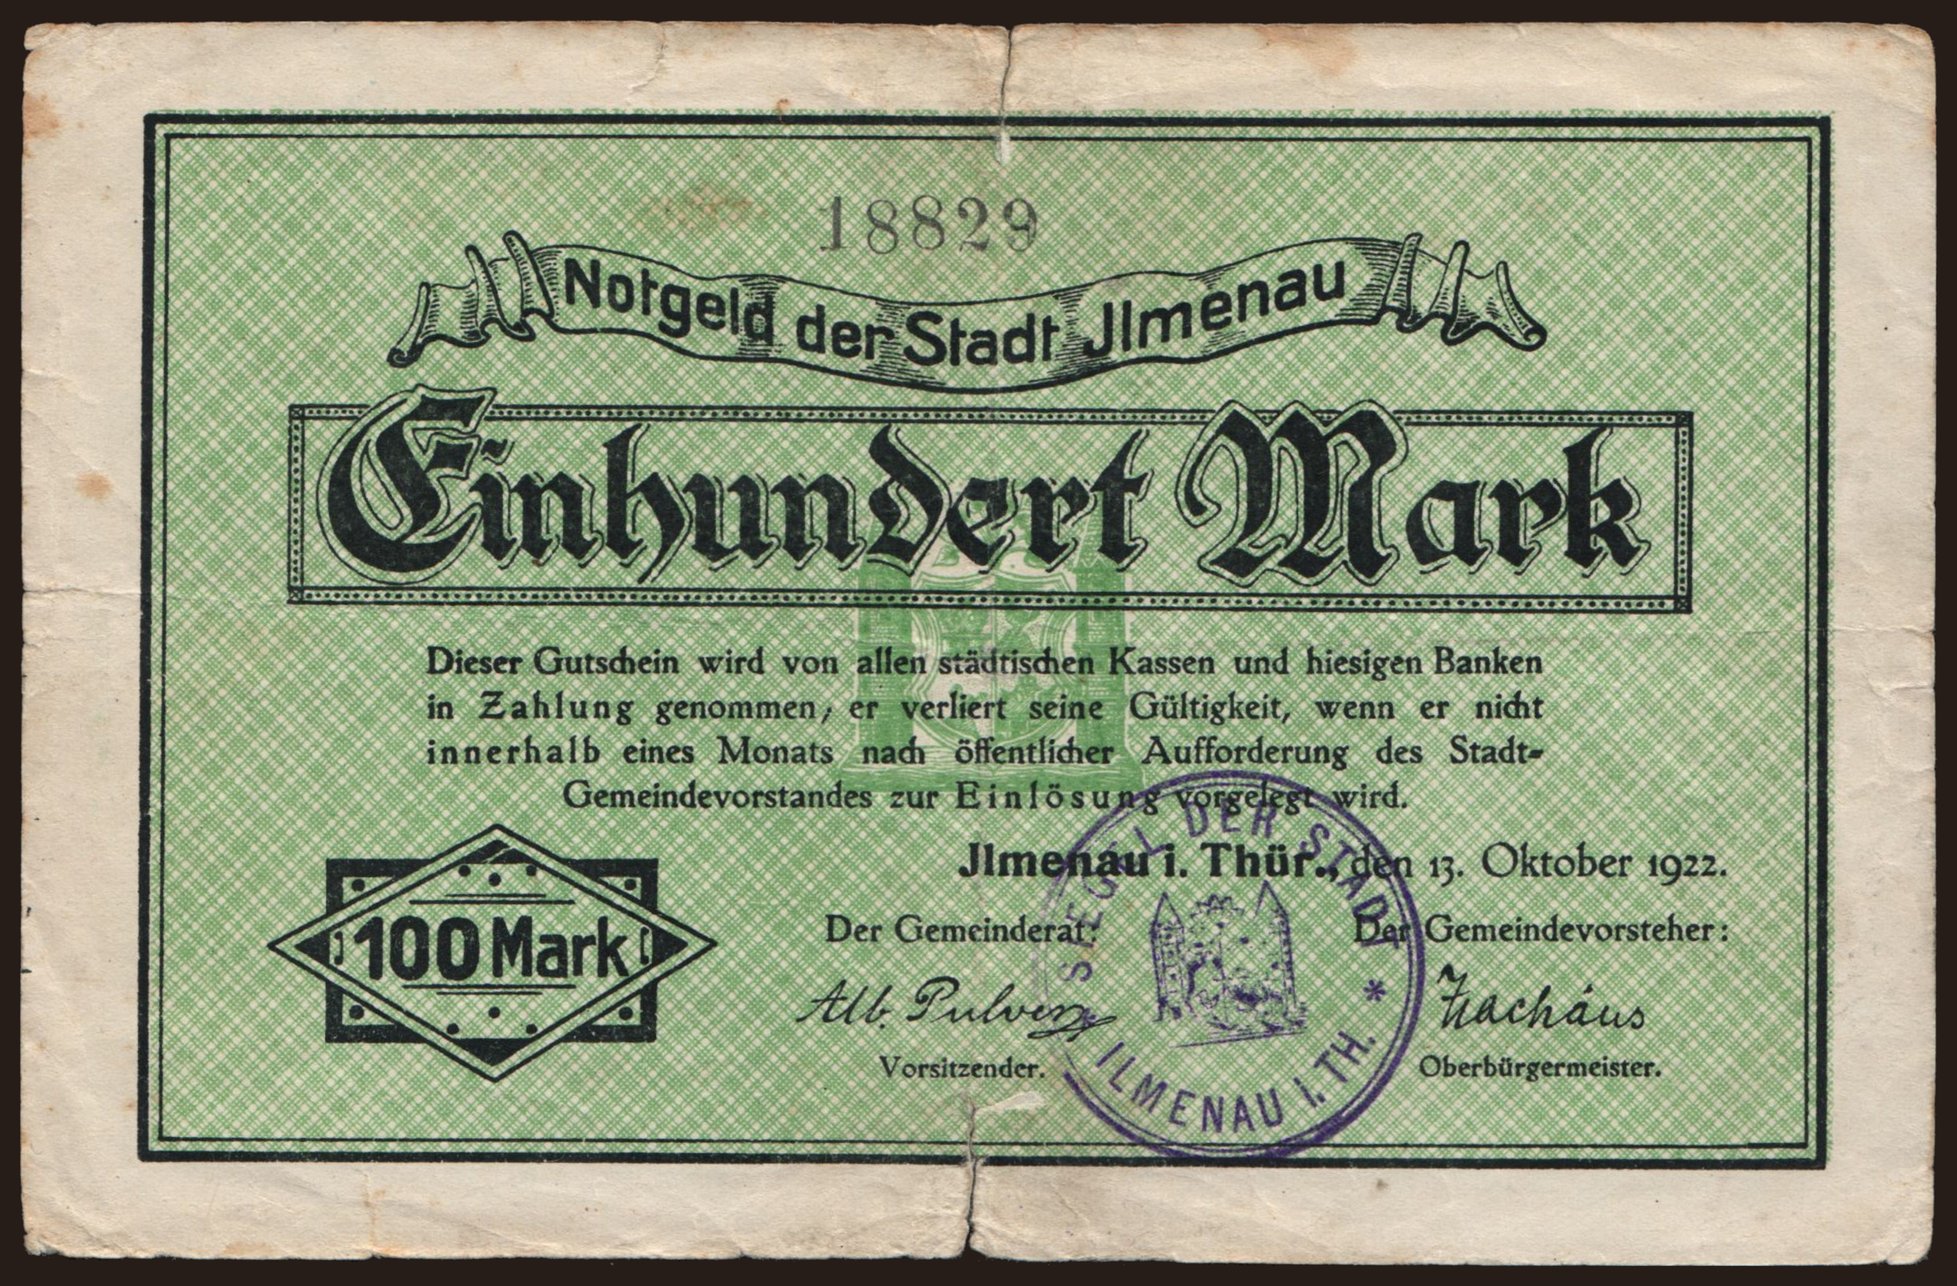 18829
Notgeld der Stadt Jlmenau
Einhundert Mark
Dieser Gutschein wird von allen städtischen Kassen und hiesigen Banken
in Zahlung genommen, er verliert seine Gültigkeit, wenn er nicht
innerhalb eines Monats nach öffentlicher Aufforderung des Stadt-
Gemeindevorstandes zur Einlösung vorgelegt wird.
Jlmenau i. Thür., den 13. Oktober 1922.
100 Mark
Der Gemeinderat:
Der Gemeindevorsteher:
Alb. Pulvers
Zachäus
Vorsitzender.
Oberbürgermeister.
SIEGEL DER STADT
* ILMENAU I. TH. *